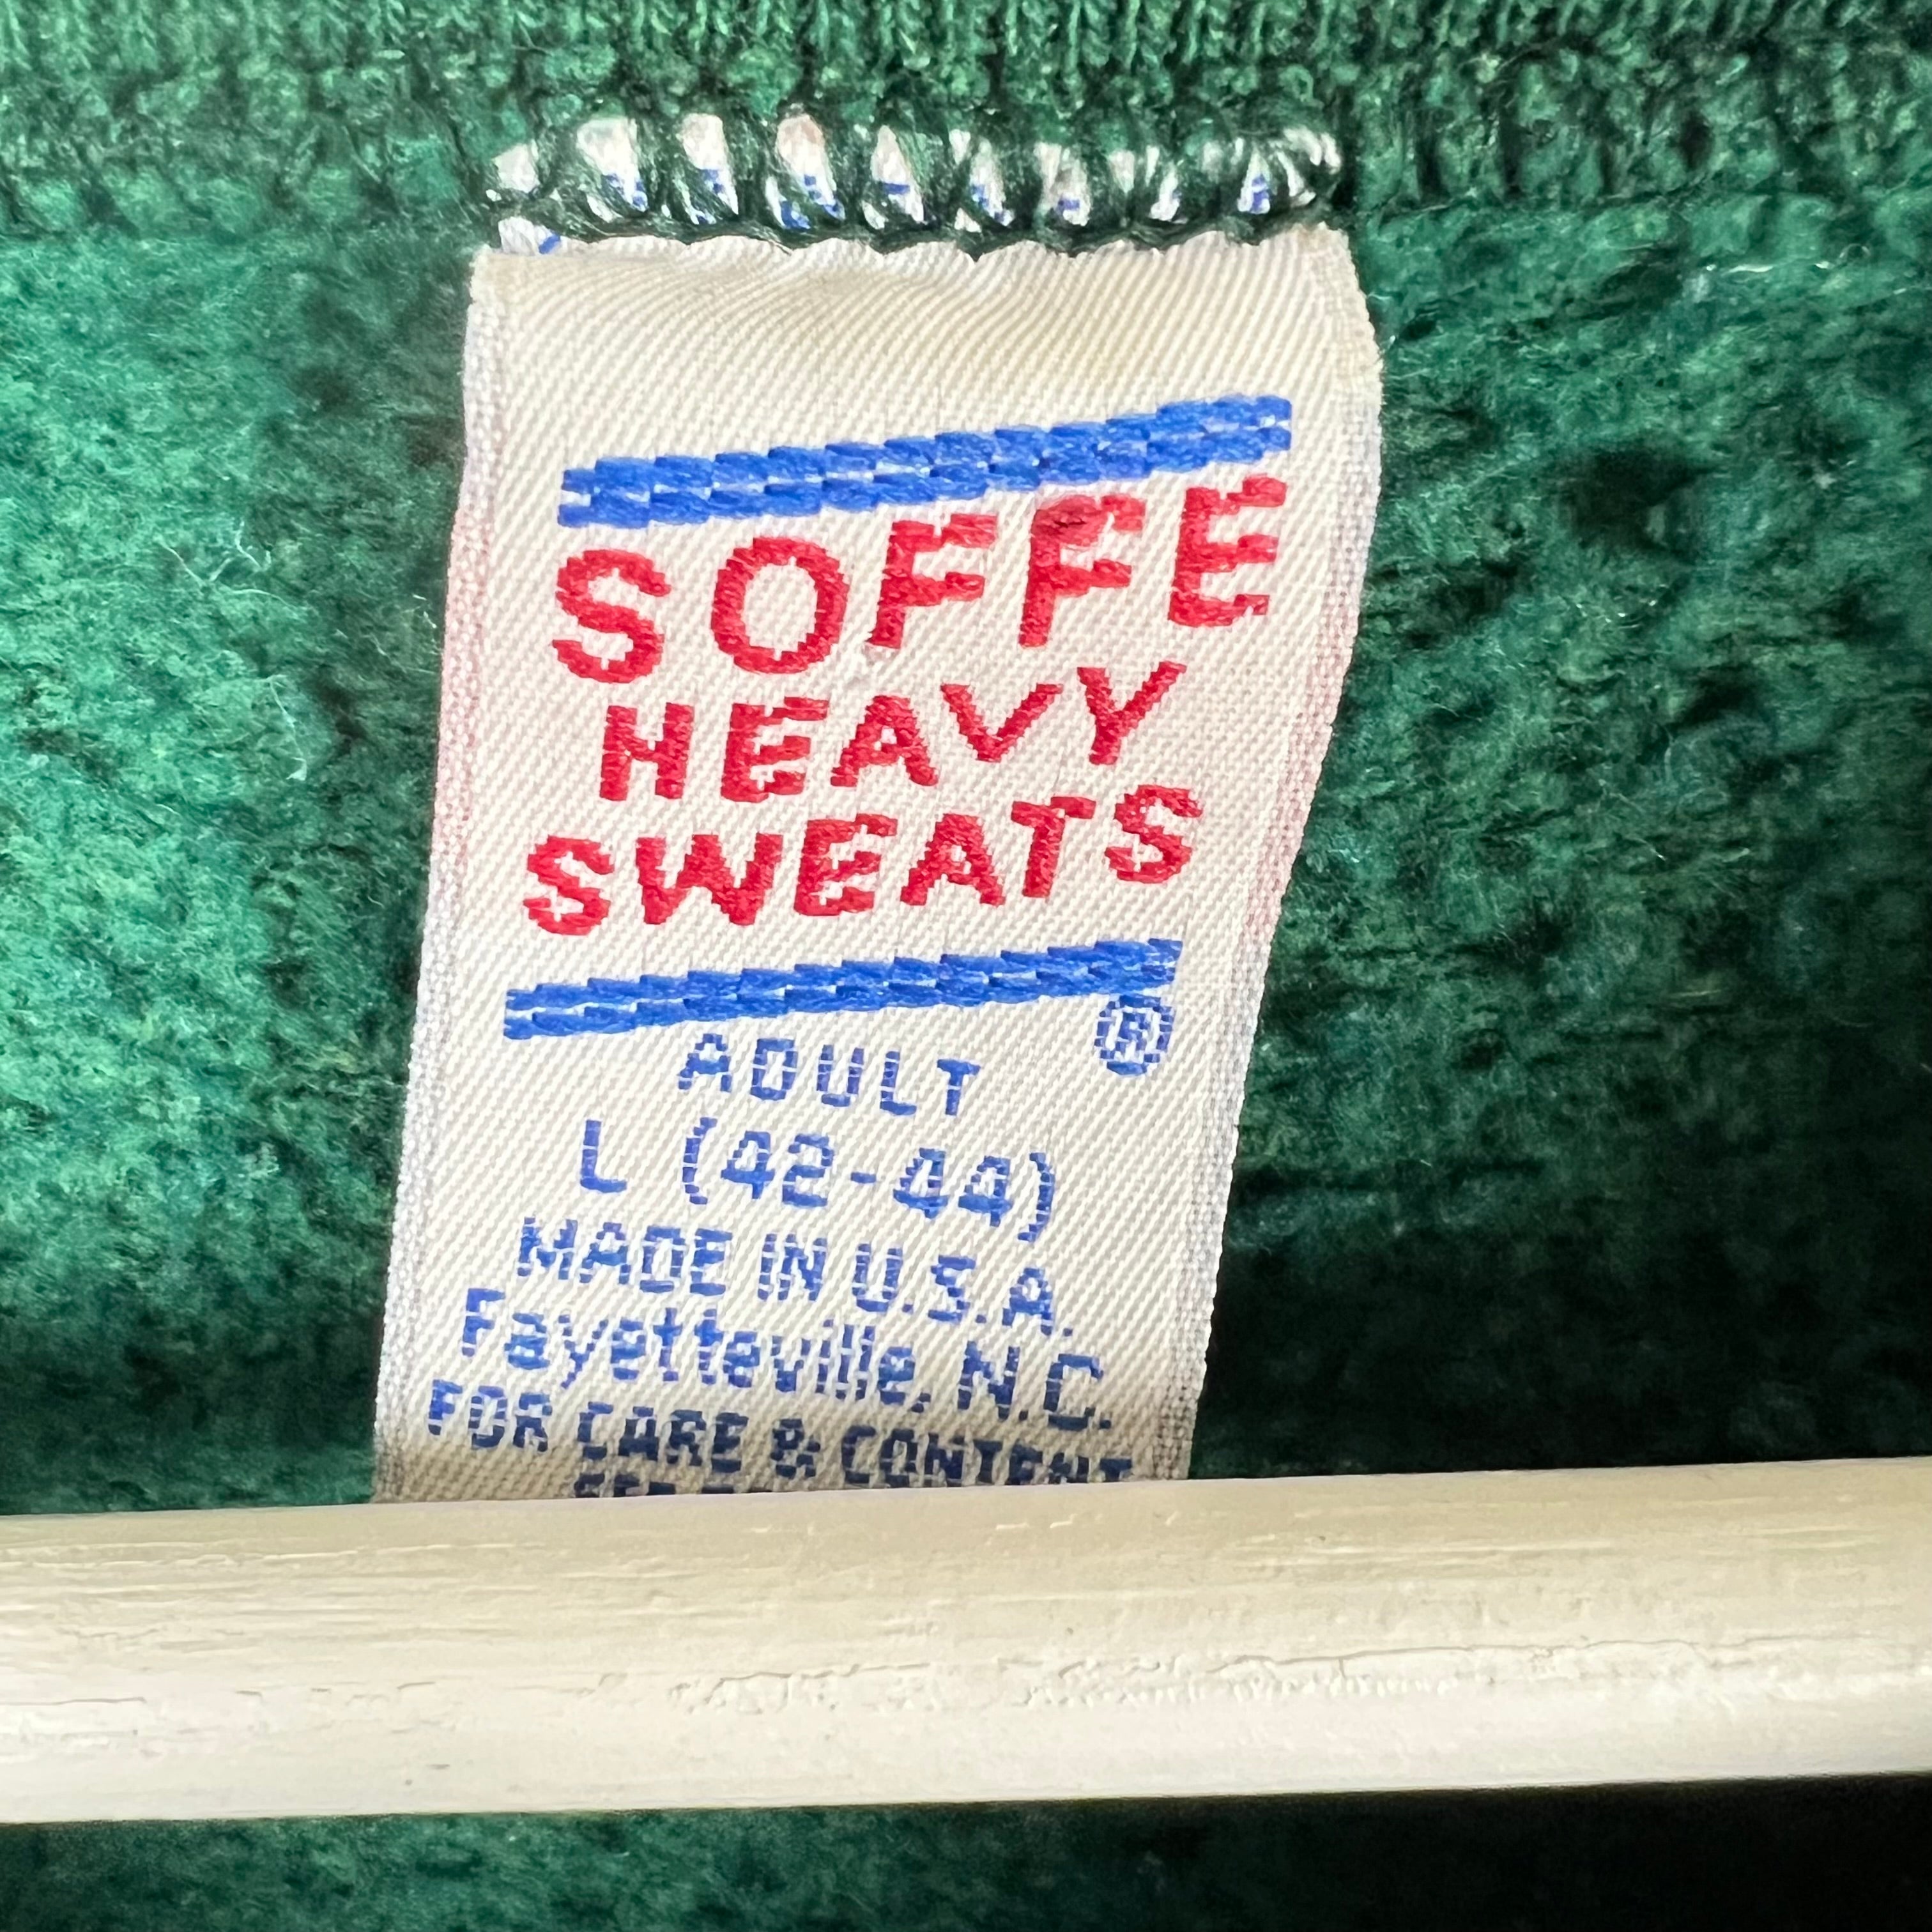 SOFFE
HEAVY
SWEATS
®
ADULT
L (42-44)
MADE IN U.S.A.
Fayetteville, N.C.
FOR CARE & CONTENT